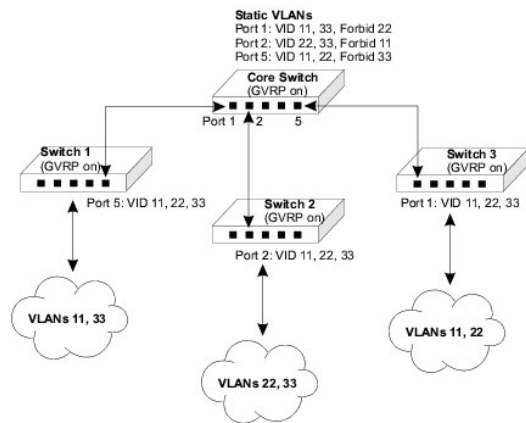 Static VLANs
Port 1: VID 11, 33, Forbid 22
Port 2: VID 22, 33, Forbid 11
Port 5: VID 11, 22, Forbid 33
Core Switch
(GVRP on)
Port 1 2 5
Switch 1
(GVRP on)
Port 5: VID 11, 22, 33
Switch 2
(GVRP on)
Port 2: VID 11, 22, 33
Switch 3
(GVRP on)
Port 1: VID 11, 22, 33
VLANs 11, 33
VLANs 22, 33
VLANs 11, 22